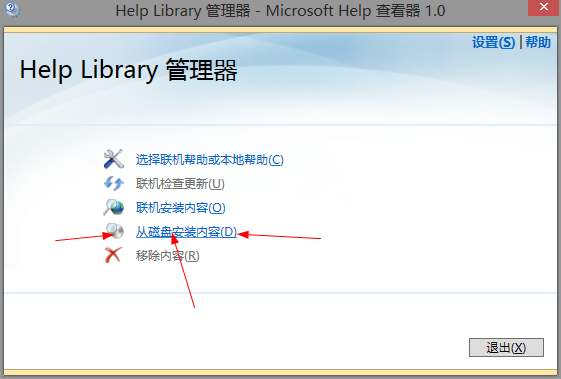 Help Library 管理器 - Microsoft Help 查看器 1.0
设置(S) | 帮助
Help Library 管理器
选择联机帮助或本地帮助(C)
联机检查更新(U)
联机安装内容(O)
从磁盘安装内容(D)
移除内容(R)
退出(X)